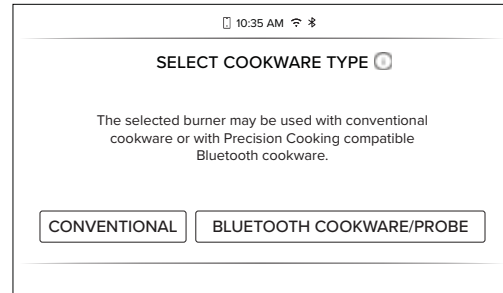 10:35 AM
SELECT COOKWARE TYPE
The selected burner may be used with conventional
cookware or with Precision Cooking compatible
Bluetooth cookware.
CONVENTIONAL
BLUETOOTH COOKWARE/PROBE